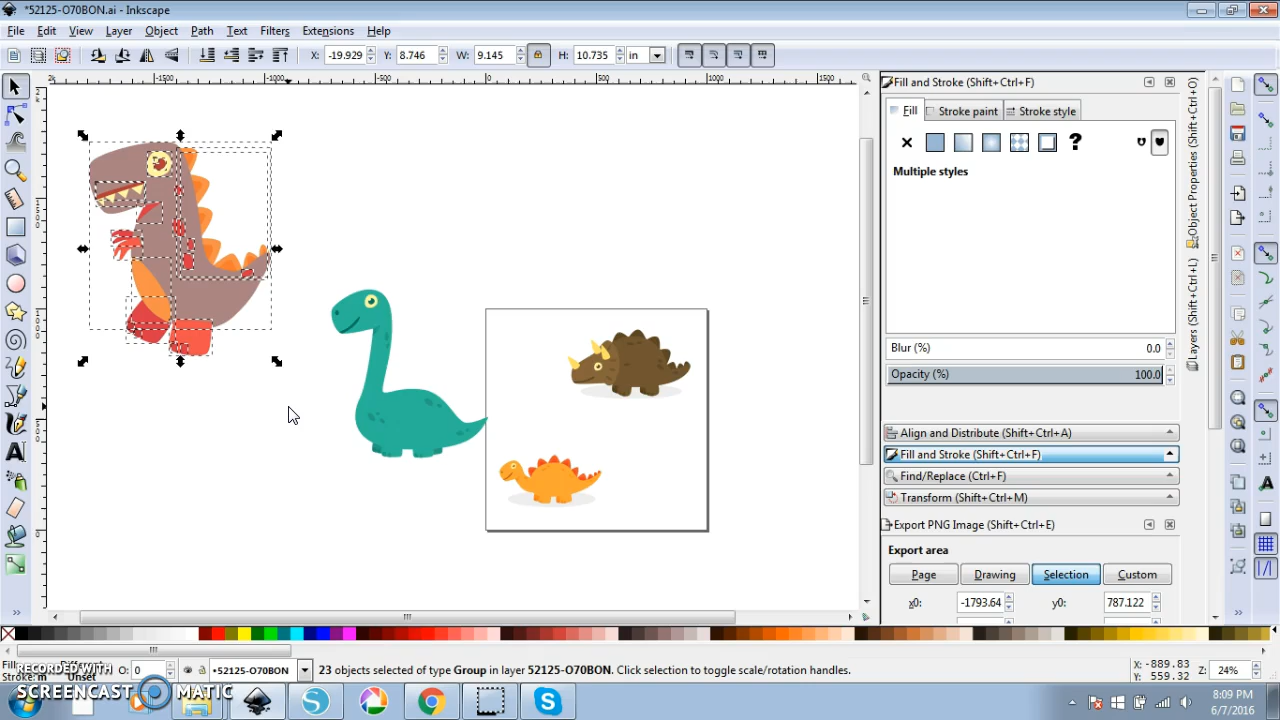 *52125-O70BON.ai - Inkscape
File Edit View Layer Object Path Text Filters Extensions Help
X: -19.929 Y: 8.746 W: 9.145 H: 10.735 in
-1500 -1000 -500 0 500 1000 1500
Fill and Stroke (Shift+Ctrl+F)
Fill Stroke paint Stroke style
?
Multiple styles
Blur (%) 0.0
Opacity (%) 100.0
Align and Distribute (Shift+Ctrl+A)
Fill and Stroke (Shift+Ctrl+F)
Find/Replace (Ctrl+F)
Transform (Shift+Ctrl+M)
Export PNG Image (Shift+Ctrl+E)
Export area
Page Drawing Selection Custom
x0: -1793.64 y0: 787.122
Object Properties (Shift+Ctrl+O)
Layers (Shift+Ctrl+L)
O: 0 •52125-O70BON 23 objects selected of type Group in layer 52125-O70BON. Click selection to toggle scale/rotation handles.
Stroke: Unset
X: -889.83
Y: 559.32
Z: 24%
RECORDED WITH
SCREENCAST MATIC
8:09 PM
6/7/2016